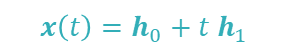 x(t) = h₀ + t h₁